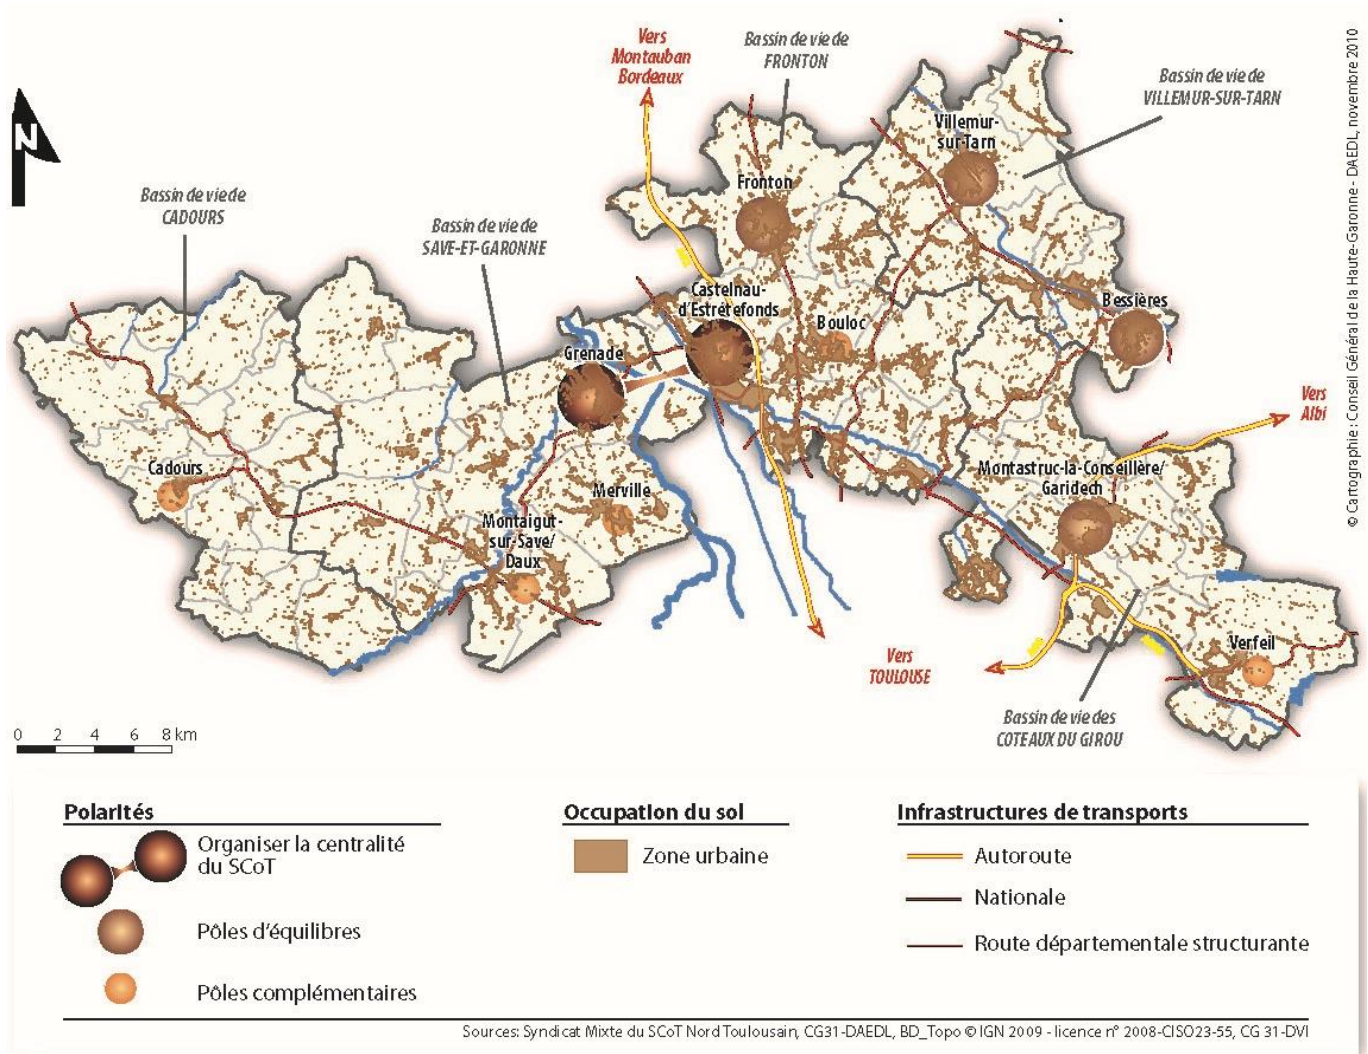 Vers
Montauban
Bordeaux
Bassin de vie de
FRONTON
Bassin de vie de
VILLEMUR-SUR-TARN
© Cartographie : Conseil Général de la Haute-Garonne - DAEDL, novembre 2010
N
Villemur-
sur-Tarn
Fronton
Bassin de vie de
CADOURS
Bassin de vie de
SAVE-ET-GARONNE
Castelnau-
d'Estrétefonds
Bouloc
Bessières
Grenade
Vers
Albi
Cadours
Merville
Montastruc-la-Conseillère/
Garidech
Montaigut-
sur-Save/
Daux
Verfeil
Vers
TOULOUSE
Bassin de vie des
COTEAUX DU GIROU
0 2 4 6 8 km
Polarités
Organiser la centralité
du SCoT
Pôles d'équilibres
Pôles complémentaires
Occupation du sol
Zone urbaine
Infrastructures de transports
Autoroute
Nationale
Route départementale structurante
Sources: Syndicat Mixte du SCoT Nord Toulousain, CG31-DAEDL, BD_Topo © IGN 2009 - licence n° 2008-CISO23-55, CG 31-DVI